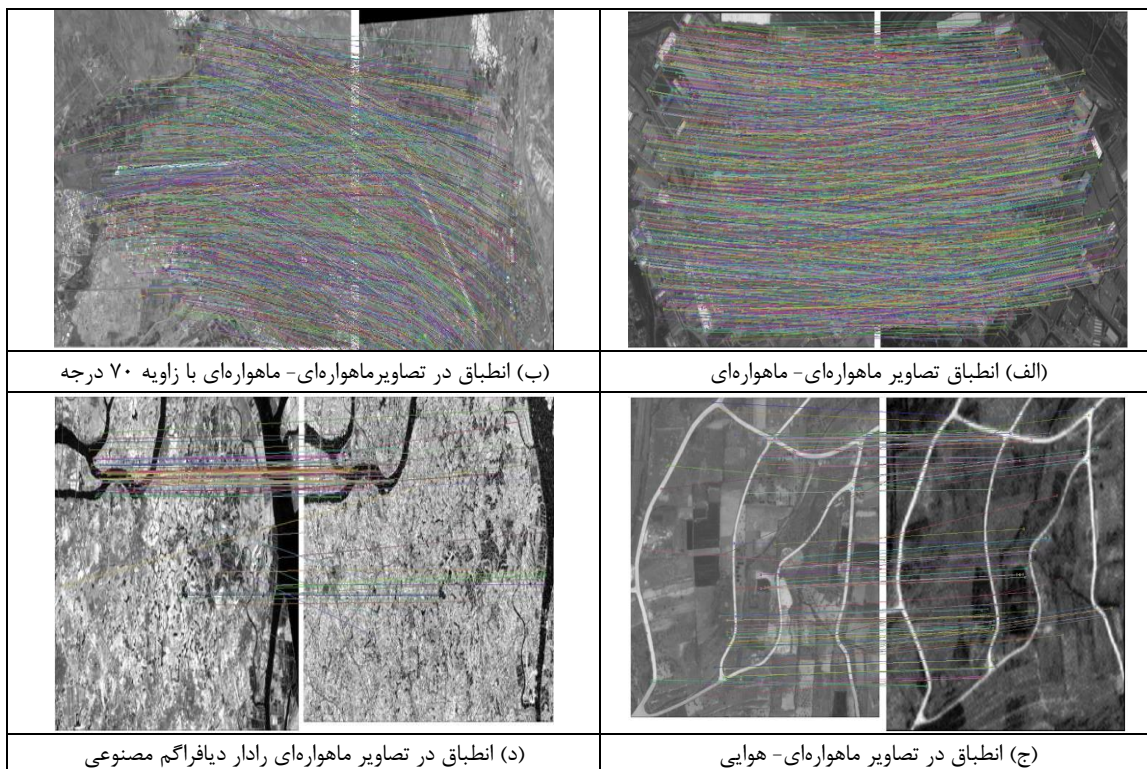 (الف) انطباق تصاویر ماهواره‌ای- ماهواره‌ای
(ب) انطباق در تصاویرماهواره‌ای- ماهواره‌ای با زاویه ۷۰ درجه
(ج) انطباق در تصاویر ماهواره‌ای- هوایی
(د) انطباق در تصاویر ماهواره‌ای رادار دیافراگم مصنوعی